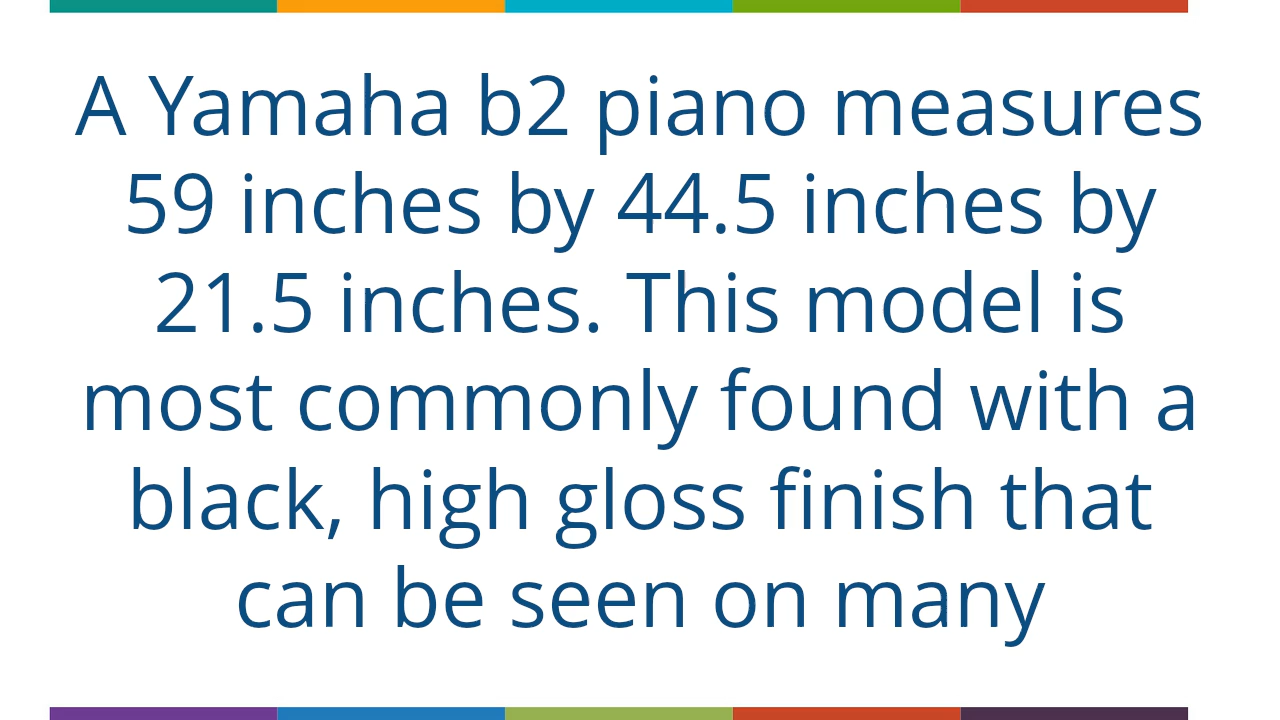 A Yamaha b2 piano measures
59 inches by 44.5 inches by
21.5 inches. This model is
most commonly found with a
black, high gloss finish that
can be seen on many